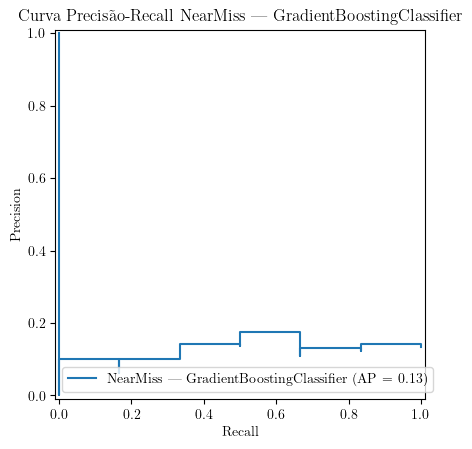 Curva Precisão-Recall NearMiss — GradientBoostingClassifier
1.0
0.8
0.6
0.4
0.2
0.0
Precision
NearMiss — GradientBoostingClassifier (AP = 0.13)
0.0 0.2 0.4 0.6 0.8 1.0
Recall